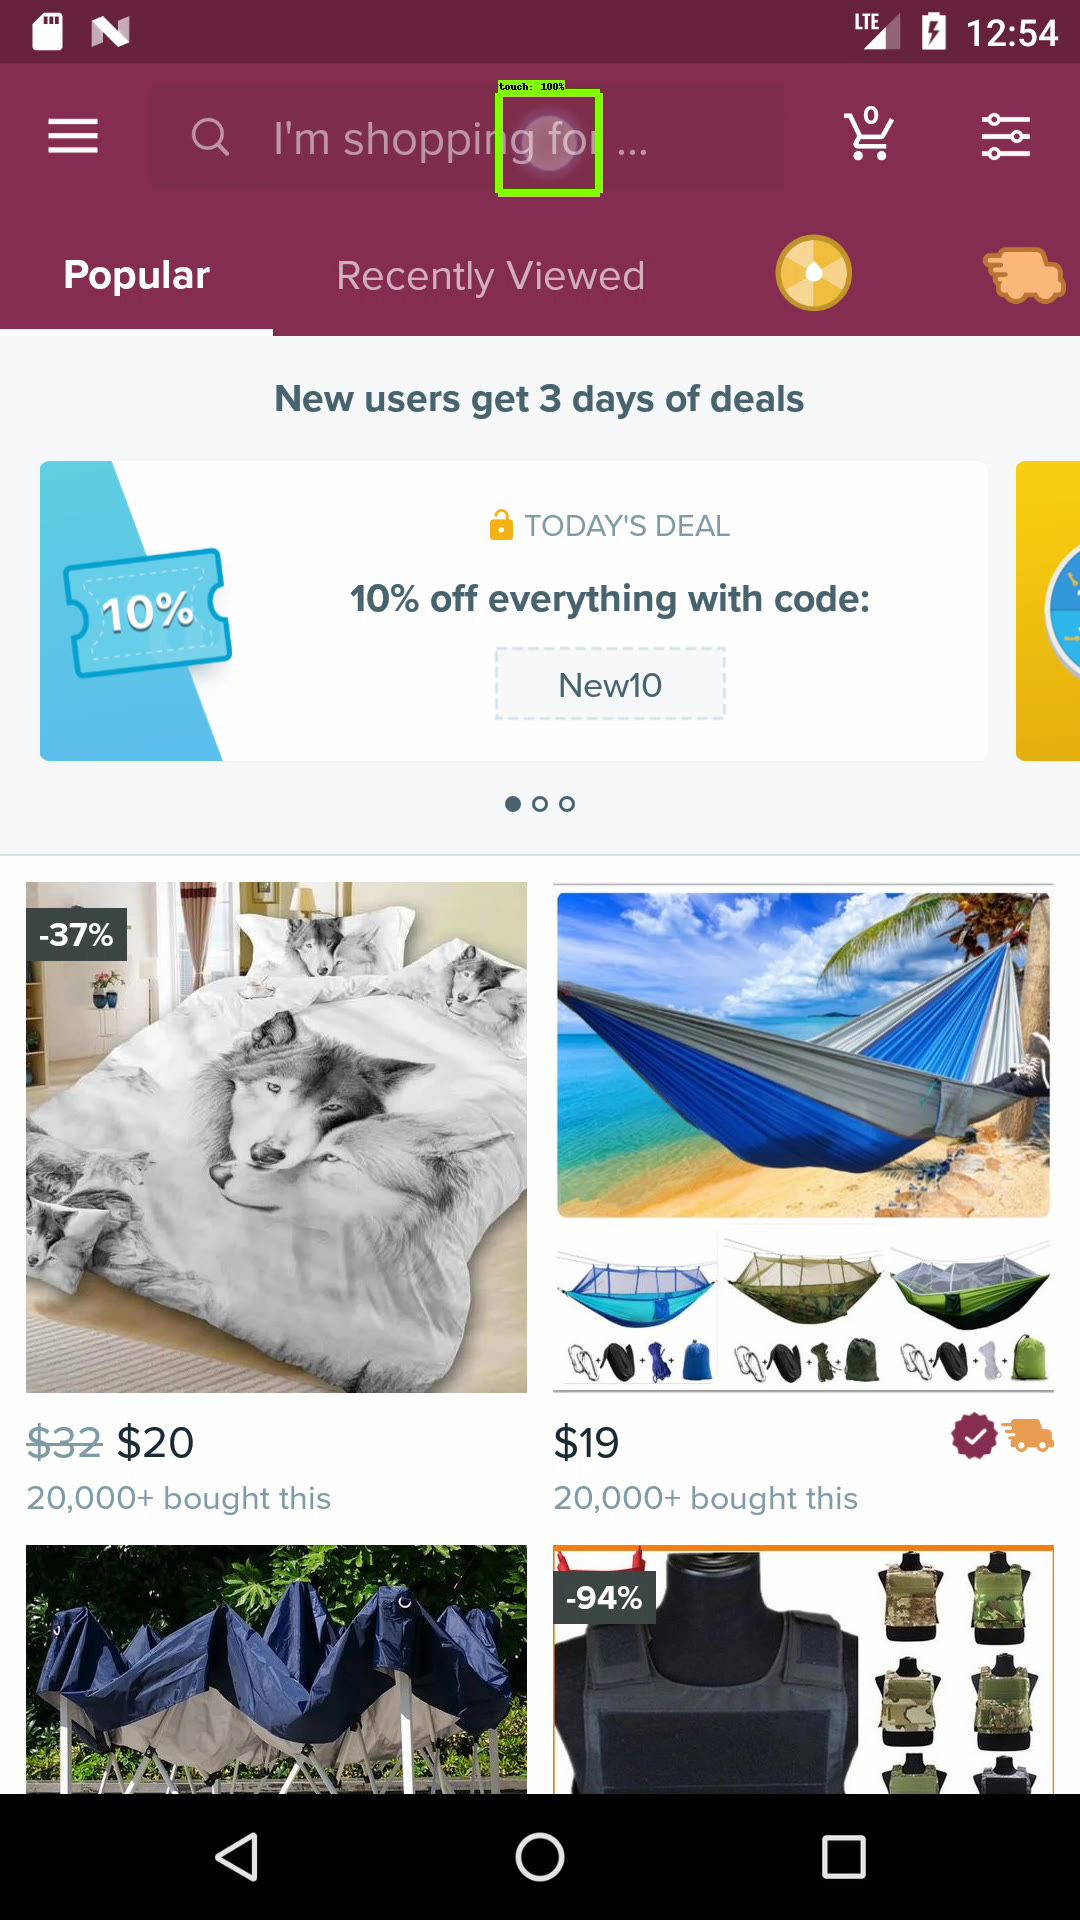 12:54
LTE
touch: 100%
I'm shopping for ...
0
Popular
Recently Viewed
New users get 3 days of deals
TODAY'S DEAL
10%
10% off everything with code:
New10
-37%
$32 $20
20,000+ bought this
$19
20,000+ bought this
-94%